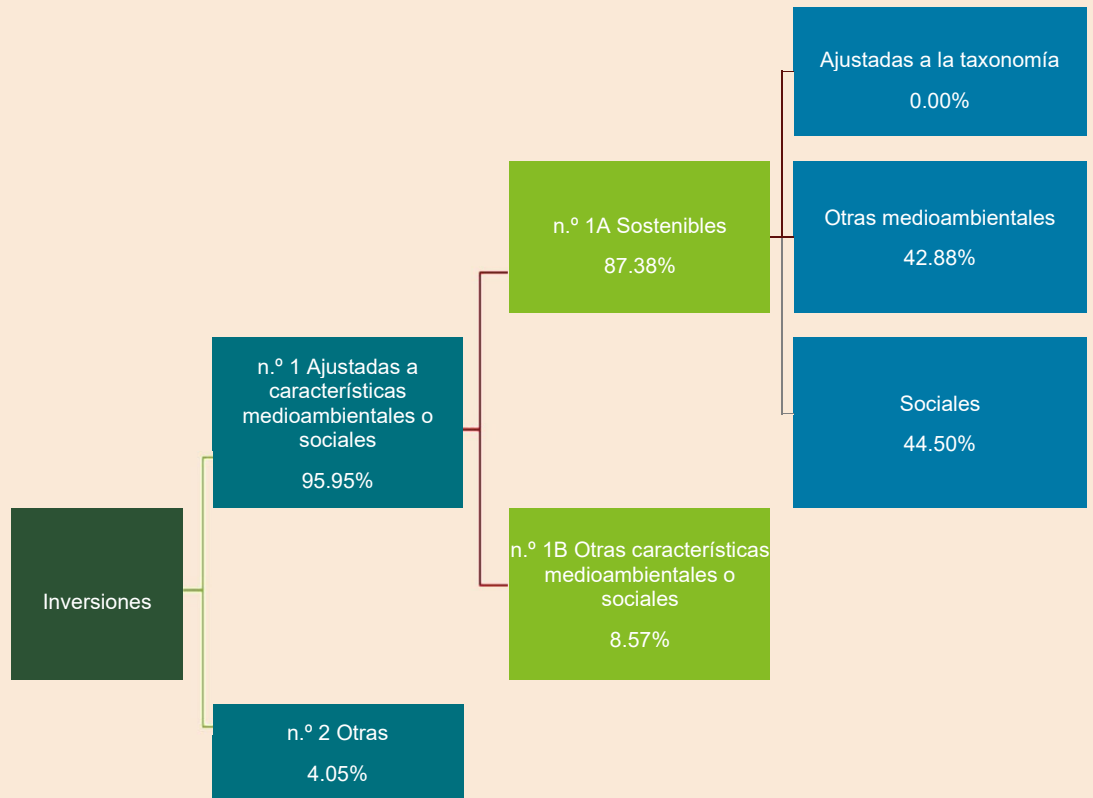 Inversiones
n.º 1 Ajustadas a
características
medioambientales o
sociales
95.95%
n.º 2 Otras
4.05%
n.º 1A Sostenibles
87.38%
n.º 1B Otras características
medioambientales o
sociales
8.57%
Ajustadas a la taxonomía
0.00%
Otras medioambientales
42.88%
Sociales
44.50%